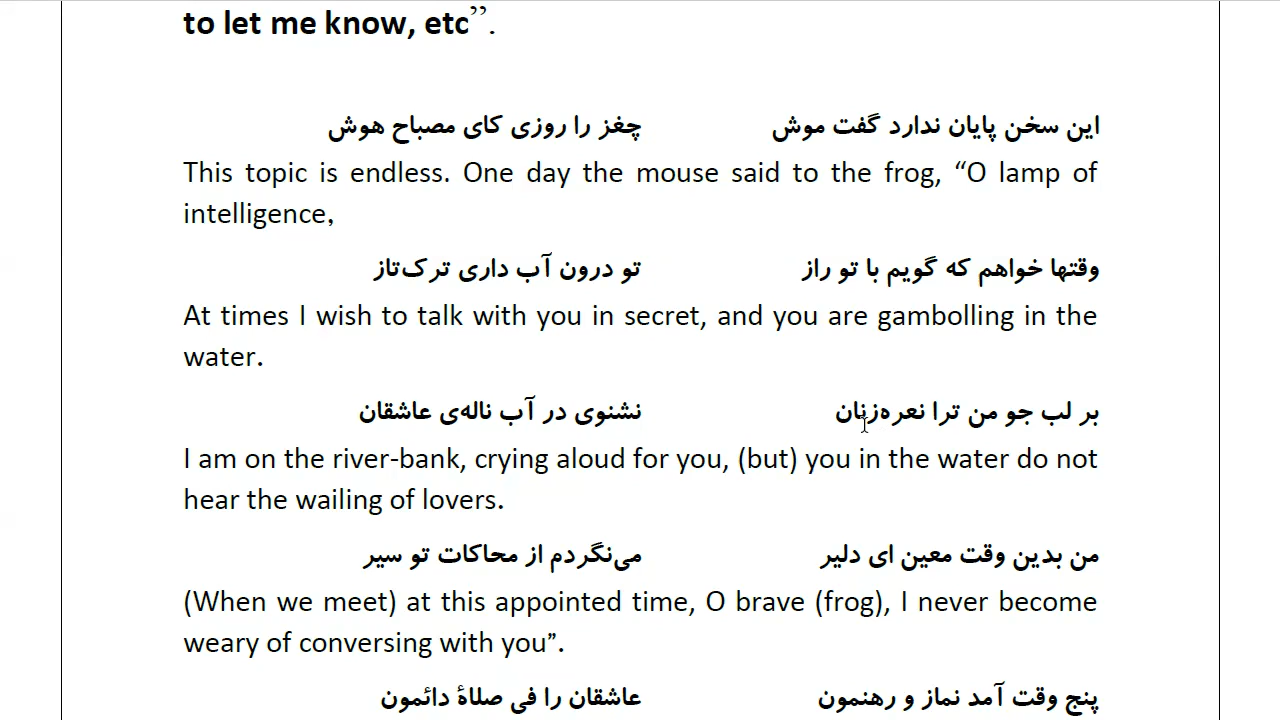 to let me know, etc”.
این سخن پایان ندارد گفت موش چغز را روزی کای مصباح هوش
This topic is endless. One day the mouse said to the frog, “O lamp of
intelligence,
وقتها خواهم که گویم با تو راز تو درون آب داری ترک‌تاز
At times I wish to talk with you in secret, and you are gambolling in the
water.
بر لب جو من ترا نعره‌زنان نشنوی در آب ناله‌ی عاشقان
I am on the river-bank, crying aloud for you, (but) you in the water do not
hear the wailing of lovers.
من بدین وقت معین ای دلیر می‌نگردم از محاکات تو سیر
(When we meet) at this appointed time, O brave (frog), I never become
weary of conversing with you”.
پنج وقت آمد نماز و رهنمون عاشقان را فی صلاة دائمون